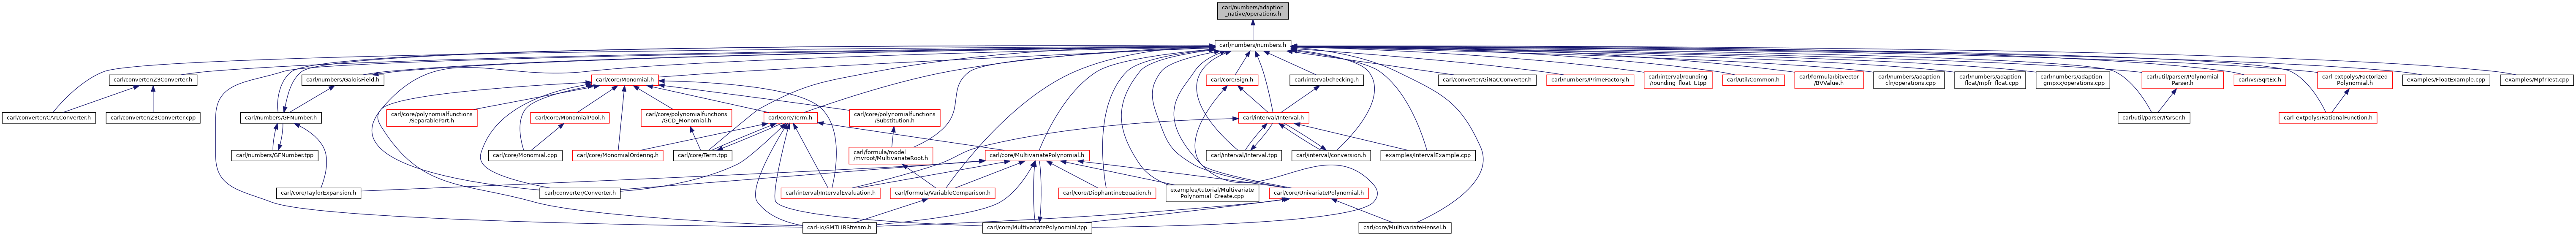 carl/numbers/adaption
_native/operations.h
carl/numbers/numbers.h
carl/converter/Z3Converter.h
carl/numbers/GaloisField.h
carl/core/Monomial.h
carl/core/Sign.h
carl/interval/checking.h
carl/converter/GiNaCConverter.h
carl/numbers/PrimeFactory.h
carl/interval/rounding
/rounding_float_t.tpp
carl/util/Common.h
carl/formula/bitvector
/BVValue.h
carl/numbers/adaption
_cln/operations.cpp
carl/numbers/adaption
_float/mpfr_float.cpp
carl/numbers/adaption
_gmpxx/operations.cpp
carl/util/parser/Polynomial
Parser.h
carl/vs/SqrtEx.h
carl-extpolys/Factorized
Polynomial.h
examples/FloatExample.cpp
examples/MpfrTest.cpp
carl/converter/CArLConverter.h
carl/converter/Z3Converter.cpp
carl/numbers/GFNumber.h
carl/core/polynomialfunctions
/SeparablePart.h
carl/core/MonomialPool.h
carl/core/polynomialfunctions
/GCD_Monomial.h
carl/core/Term.h
carl/core/polynomialfunctions
/Substitution.h
carl/interval/Interval.h
carl/util/parser/Parser.h
carl-extpolys/RationalFunction.h
carl/numbers/GFNumber.tpp
carl/core/Monomial.cpp
carl/core/MonomialOrdering.h
carl/core/Term.tpp
carl/formula/model
/mvroot/MultivariateRoot.h
carl/core/MultivariatePolynomial.h
carl/interval/Interval.tpp
carl/interval/conversion.h
examples/IntervalExample.cpp
carl/core/TaylorExpansion.h
carl/converter/Converter.h
carl/interval/IntervalEvaluation.h
carl/formula/VariableComparison.h
carl/core/DiophantineEquation.h
examples/tutorial/Multivariate
Polynomial_Create.cpp
carl/core/UnivariatePolynomial.h
carl-io/SMTLIBStream.h
carl/core/MultivariatePolynomial.tpp
carl/core/MultivariateHensel.h